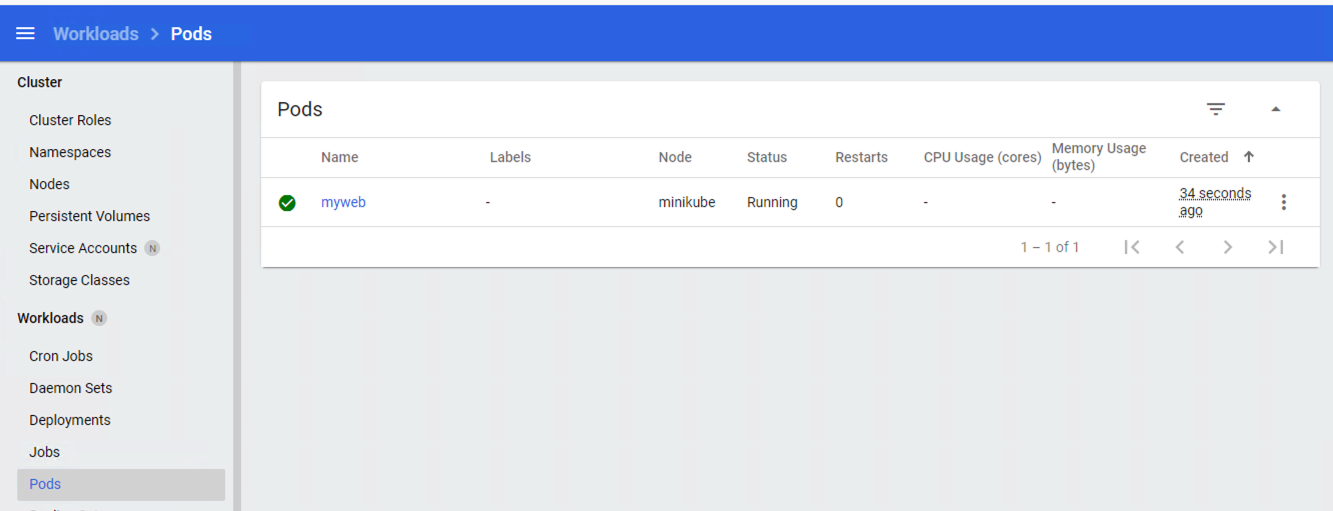 Workloads > Pods
Cluster
Cluster Roles
Namespaces
Nodes
Persistent Volumes
Service Accounts N
Storage Classes
Workloads N
Cron Jobs
Daemon Sets
Deployments
Jobs
Pods
Pods
Name Labels Node Status Restarts CPU Usage (cores) Memory Usage (bytes) Created
myweb - minikube Running 0 - - 34 seconds ago
1 – 1 of 1